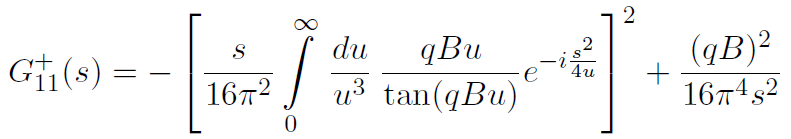 G_{11}^{+}(s) = - \left[ \frac{s}{16\pi^2} \int_0^\infty \frac{du}{u^3} \frac{qBu}{\tan(qBu)} e^{-i\frac{s^2}{4u}} \right]^2 + \frac{(qB)^2}{16\pi^4 s^2}